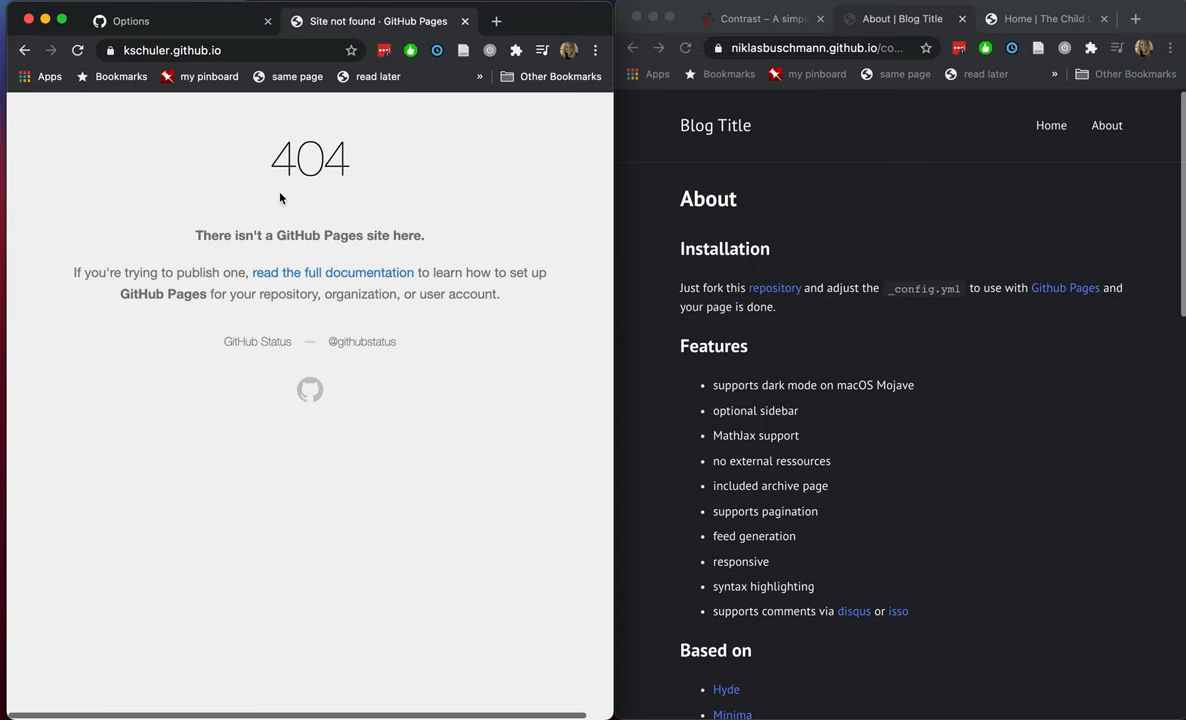 Options
Site not found · GitHub Pages
kschuler.github.io
Apps
Bookmarks
my pinboard
same page
read later
»
Other Bookmarks
404
There isn't a GitHub Pages site here.
If you're trying to publish one, read the full documentation to learn how to set up
GitHub Pages for your repository, organization, or user account.
GitHub Status — @githubstatus
Contrast – A simpl
About | Blog Title
Home | The Child L
niklasbuschmann.github.io/co...
Apps
Bookmarks
my pinboard
same page
read later
»
Other Bookmarks
Blog Title
Home
About
About
Installation
Just fork this repository and adjust the _config.yml to use with Github Pages and
your page is done.
Features
• supports dark mode on macOS Mojave
• optional sidebar
• MathJax support
• no external ressources
• included archive page
• supports pagination
• feed generation
• responsive
• syntax highlighting
• supports comments via disqus or isso
Based on
• Hyde
• Minima